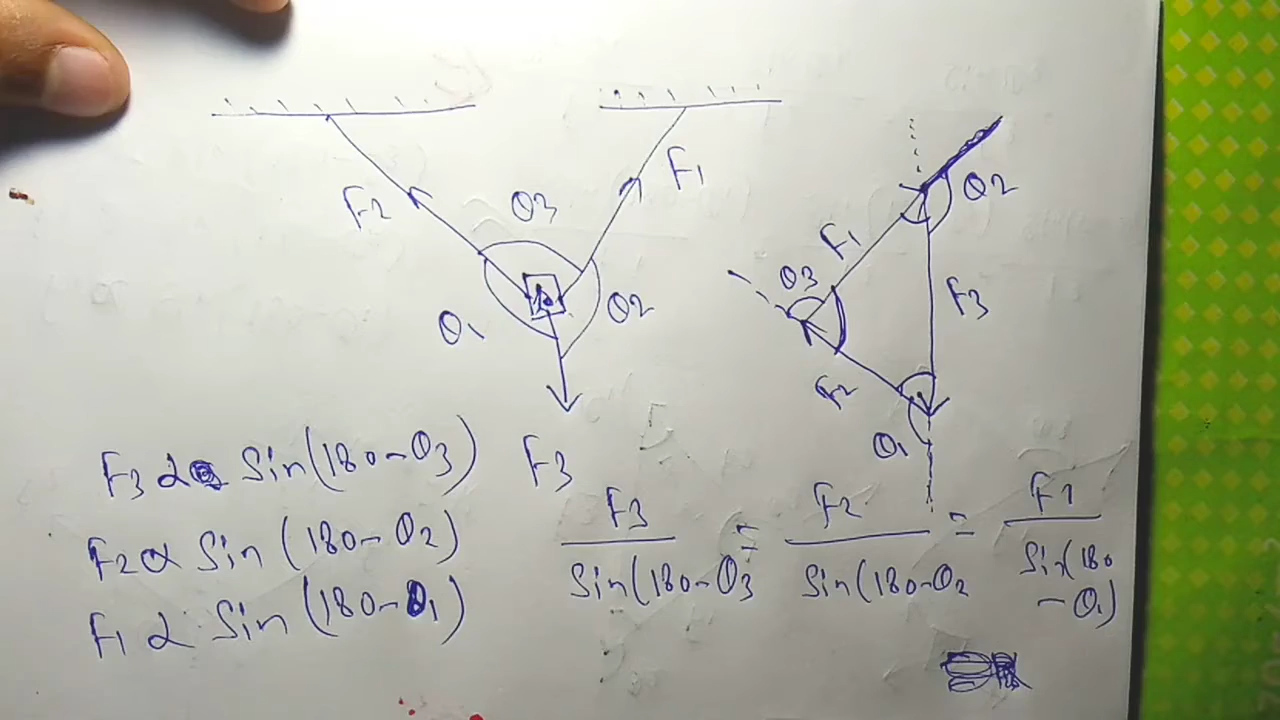 F2
θ3
F1
θ1
θ2
θ2
F1
θ3
F3
F2
θ1
F3 α Sin(180-θ3)
F3
F2 α Sin (180-θ2)
F1 α Sin (180-θ1)
F3 / Sin(180-θ3 = F2 / Sin(180-θ2 = F1 / Sin(180 -θ1)